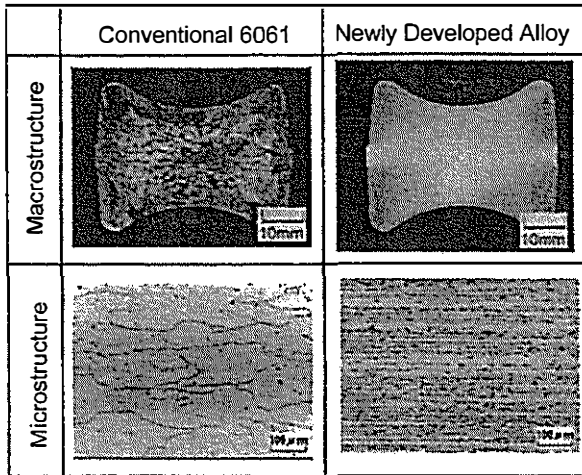 Conventional 6061
Newly Developed Alloy
Macrostructure
10mm
10mm
Microstructure
100μm
100μm